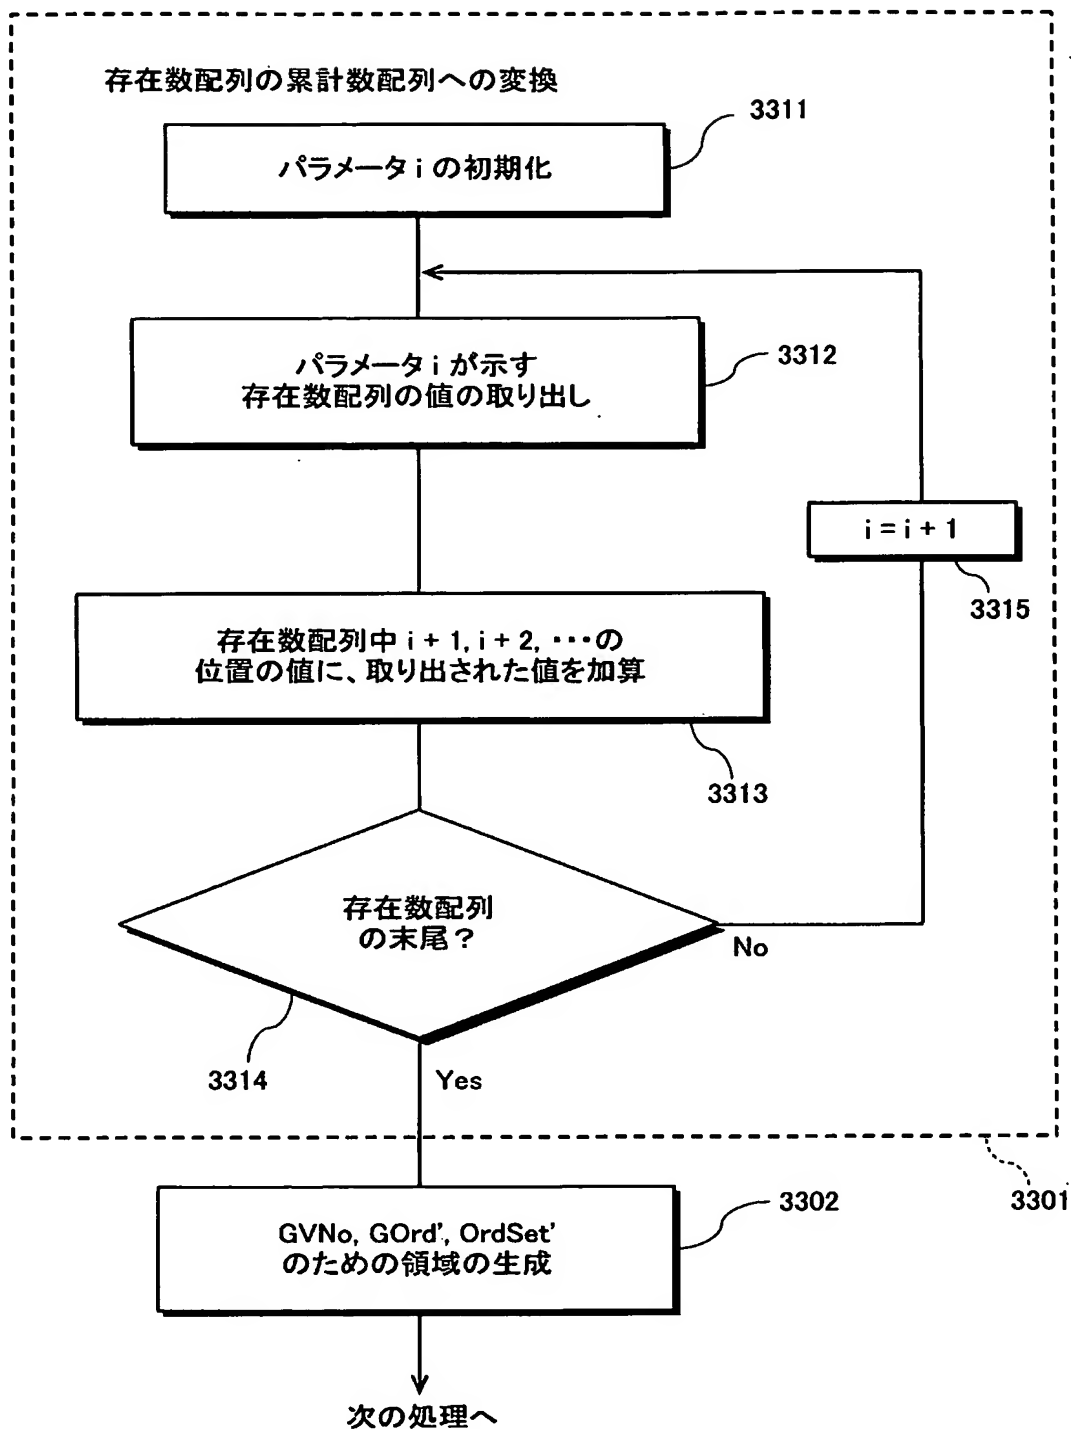 存在数配列の累計数配列への変換
3311
パラメータ i の初期化
パラメータ i が示す
存在数配列の値の取り出し
3312
i = i + 1
3315
存在数配列中 i + 1, i + 2, ･･･の
位置の値に、取り出された値を加算
3313
存在数配列
の末尾？
No
3314
Yes
3301
3302
GVNo, GOrd', OrdSet'
のための領域の生成
次の処理へ